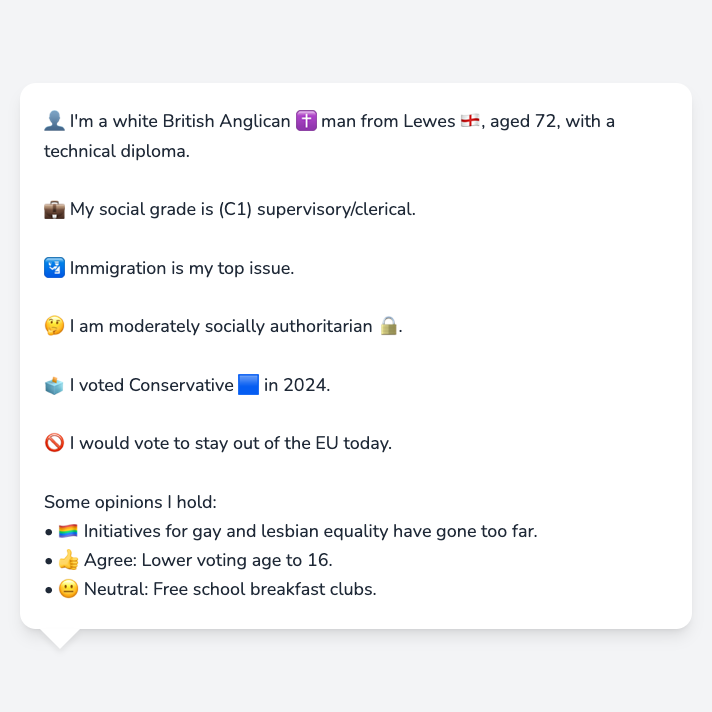 👤 I'm a white British Anglican ✝️ man from Lewes 🏴󠁧󠁢󠁥󠁮󠁧󠁿, aged 72, with a
technical diploma.
💼 My social grade is (C1) supervisory/clerical.
🛂 Immigration is my top issue.
🤔 I am moderately socially authoritarian 🔒.
🗳️ I voted Conservative 🟦 in 2024.
🚫 I would vote to stay out of the EU today.
Some opinions I hold:
• 🏳️‍🌈 Initiatives for gay and lesbian equality have gone too far.
• 👍 Agree: Lower voting age to 16.
• 😐 Neutral: Free school breakfast clubs.